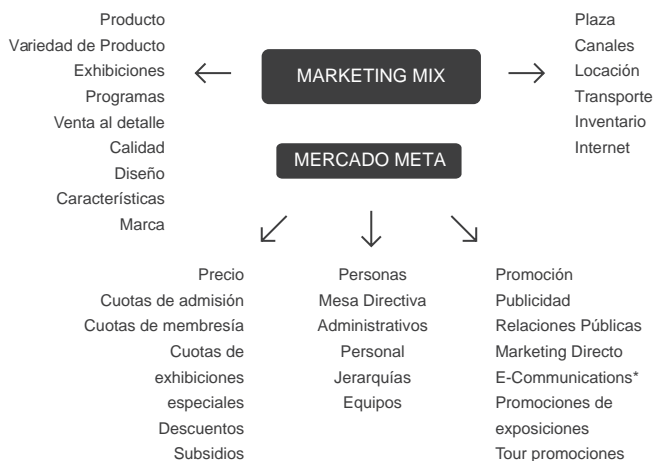 Producto
Variedad de Producto
Exhibiciones
Programas
Venta al detalle
Calidad
Diseño
Características
Marca
MARKETING MIX
MERCADO META
Plaza
Canales
Locación
Transporte
Inventario
Internet
Precio
Cuotas de admisión
Cuotas de membresía
Cuotas de
exhibiciones
especiales
Descuentos
Subsidios
Personas
Mesa Directiva
Administrativos
Personal
Jerarquías
Equipos
Promoción
Publicidad
Relaciones Públicas
Marketing Directo
E-Communications*
Promociones de
exposiciones
Tour promociones